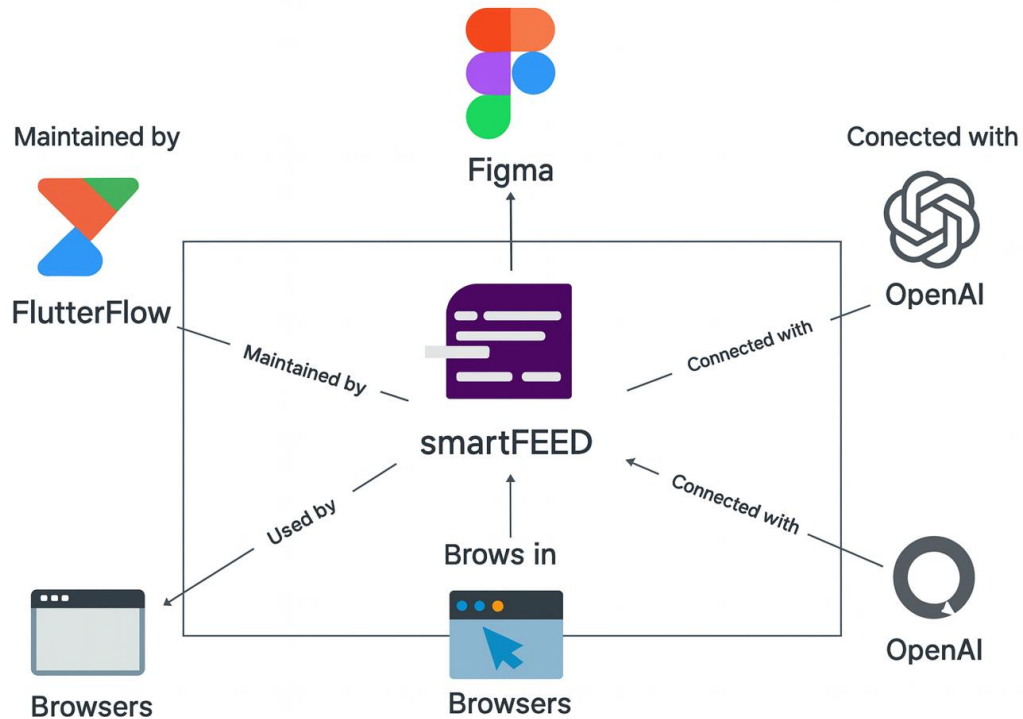 Maintained by
Conected with
Figma
FlutterFlow
OpenAI
Maintained by
Connected with
smartFEED
Used by
Connected with
Brows in
Browsers
Browsers
OpenAI